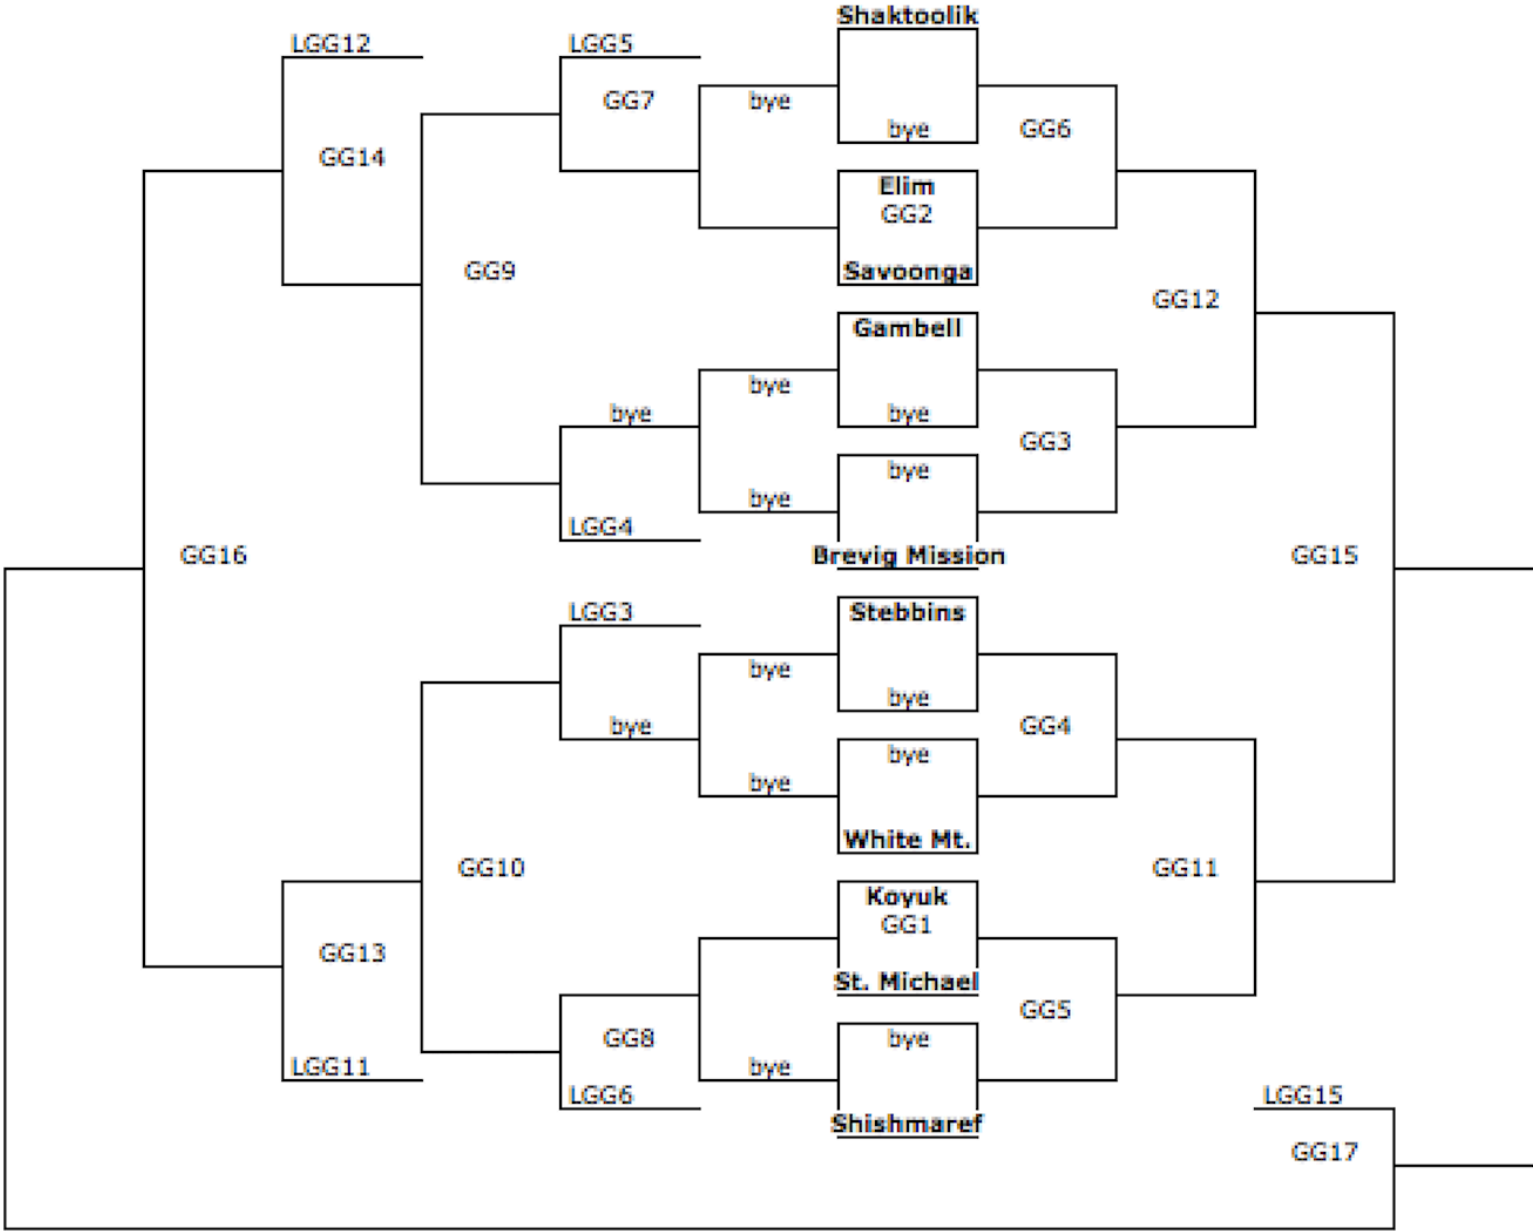 Shaktoolik
LGG12
LGG5
GG7
bye
bye
GG6
GG14
Elim
GG2
GG9
Savoonga
GG12
Gambell
bye
bye
bye
GG3
bye
bye
LGG4
GG16
Brevig Mission
GG15
LGG3
Stebbins
bye
bye
bye
GG4
bye
bye
White Mt.
GG10
GG11
Koyuk
GG1
GG13
St. Michael
GG5
GG8
bye
LGG11
bye
LGG6
LGG15
Shishmaref
GG17